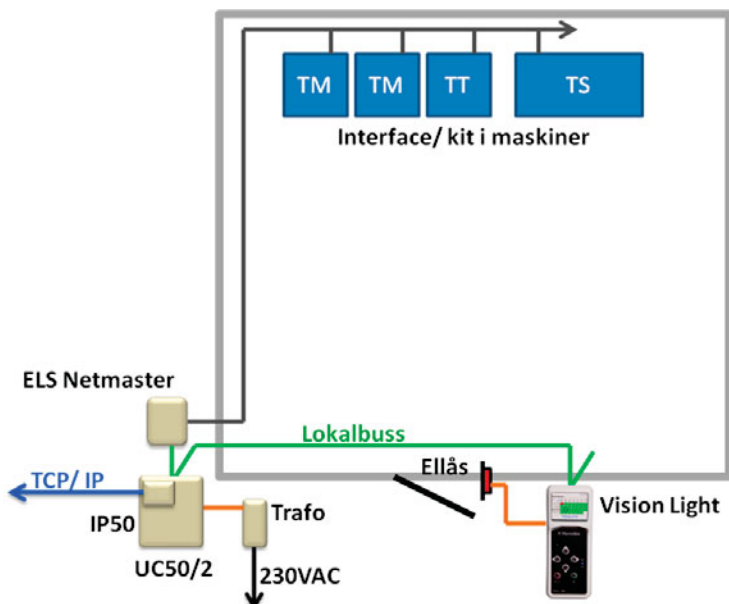 TM TM TT TS
Interface/ kit i maskiner
ELS Netmaster
Lokalbuss
Ellås
TCP/ IP
Trafo
Vision Light
IP50
UC50/2
230VAC